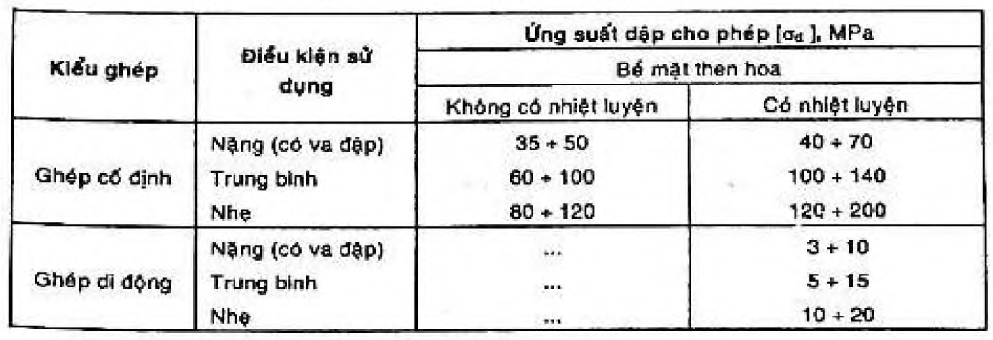 Kiểu ghép
Điều kiện sử
dụng
Ứng suất dập cho phép [σd ], MPa
Bề mặt then hoa
Không có nhiệt luyện
Có nhiệt luyện
Ghép cố định
Nặng (có va đập)
35 ÷ 50
40 ÷ 70
Trung bình
60 ÷ 100
100 ÷ 140
Nhẹ
80 ÷ 120
120 ÷ 200
Ghép di động
Nặng (có va đập)
...
3 ÷ 10
Trung bình
...
5 ÷ 15
Nhẹ
...
10 ÷ 20